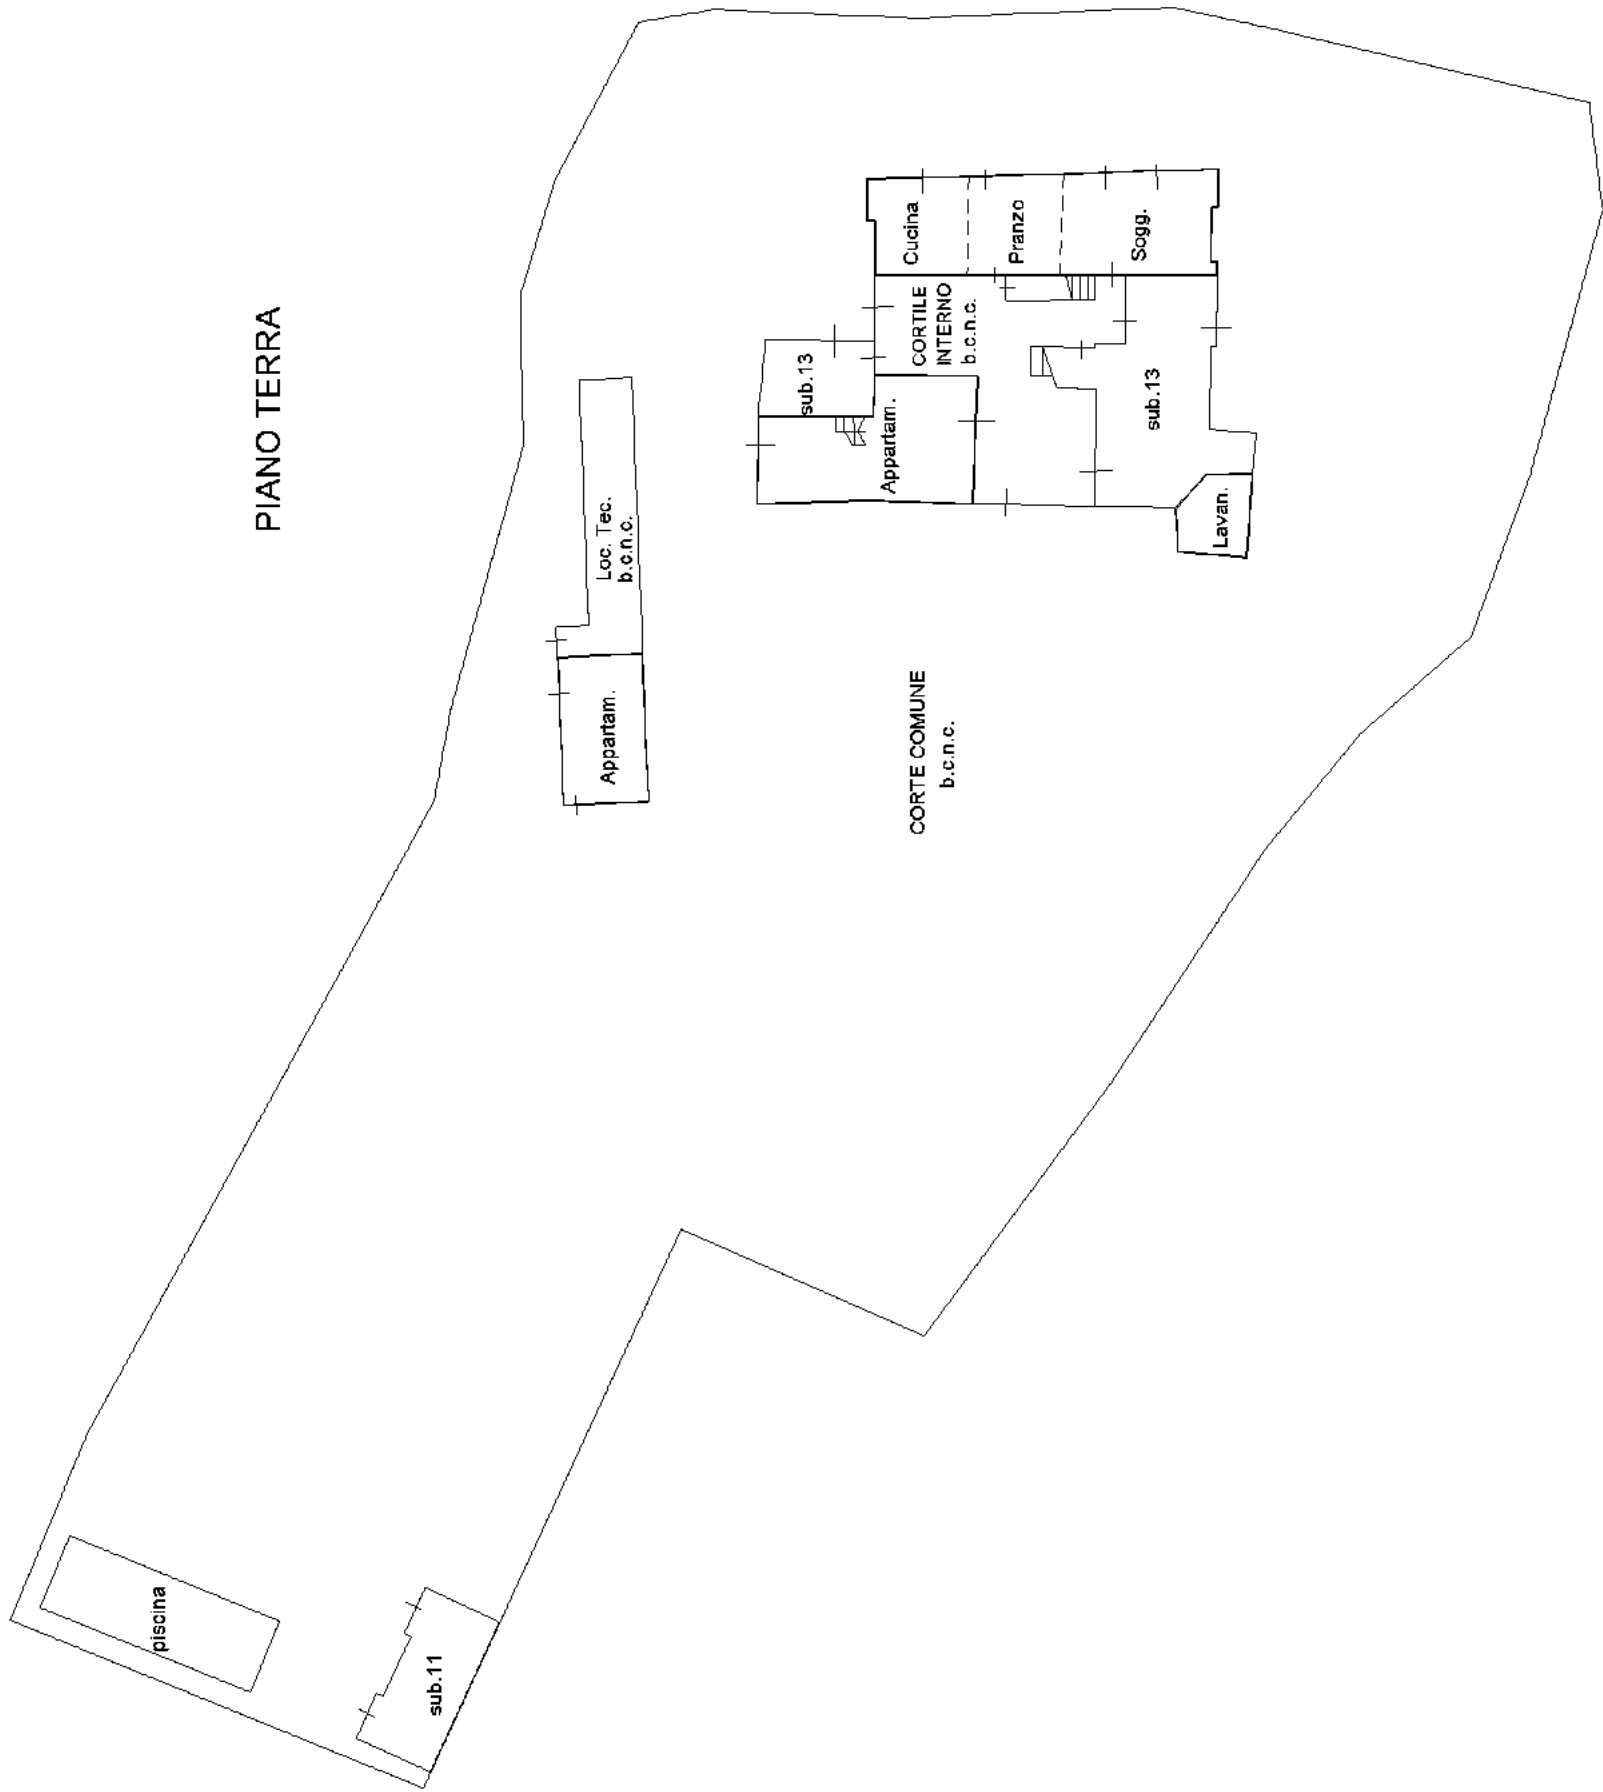 PIANO TERRA
Loc. Tec.
b.c.n.c.
Appartam.
sub.13
Appartam.
Cucina
Pranzo
Sogg.
CORTILE
INTERNO
b.c.n.c.
sub.13
Lavan.
CORTE COMUNE
b.c.n.c.
piscina
sub.11